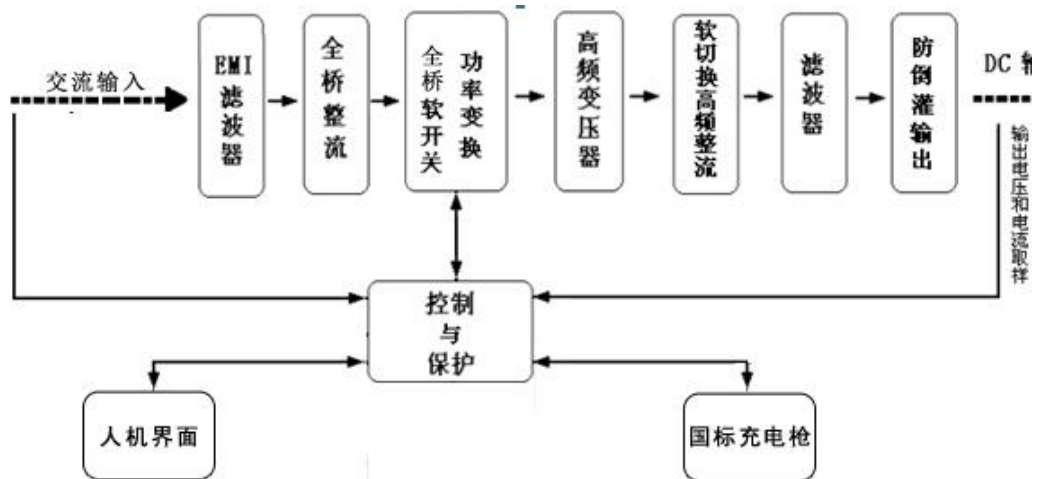 交流输入
EMI
滤波器
全桥整流
全桥软开关
功率变换
高频变压器
软切换高频整流
滤波器
防倒灌输出
DC
输出电压和电流取样
控制
与
保护
人机界面
国标充电枪